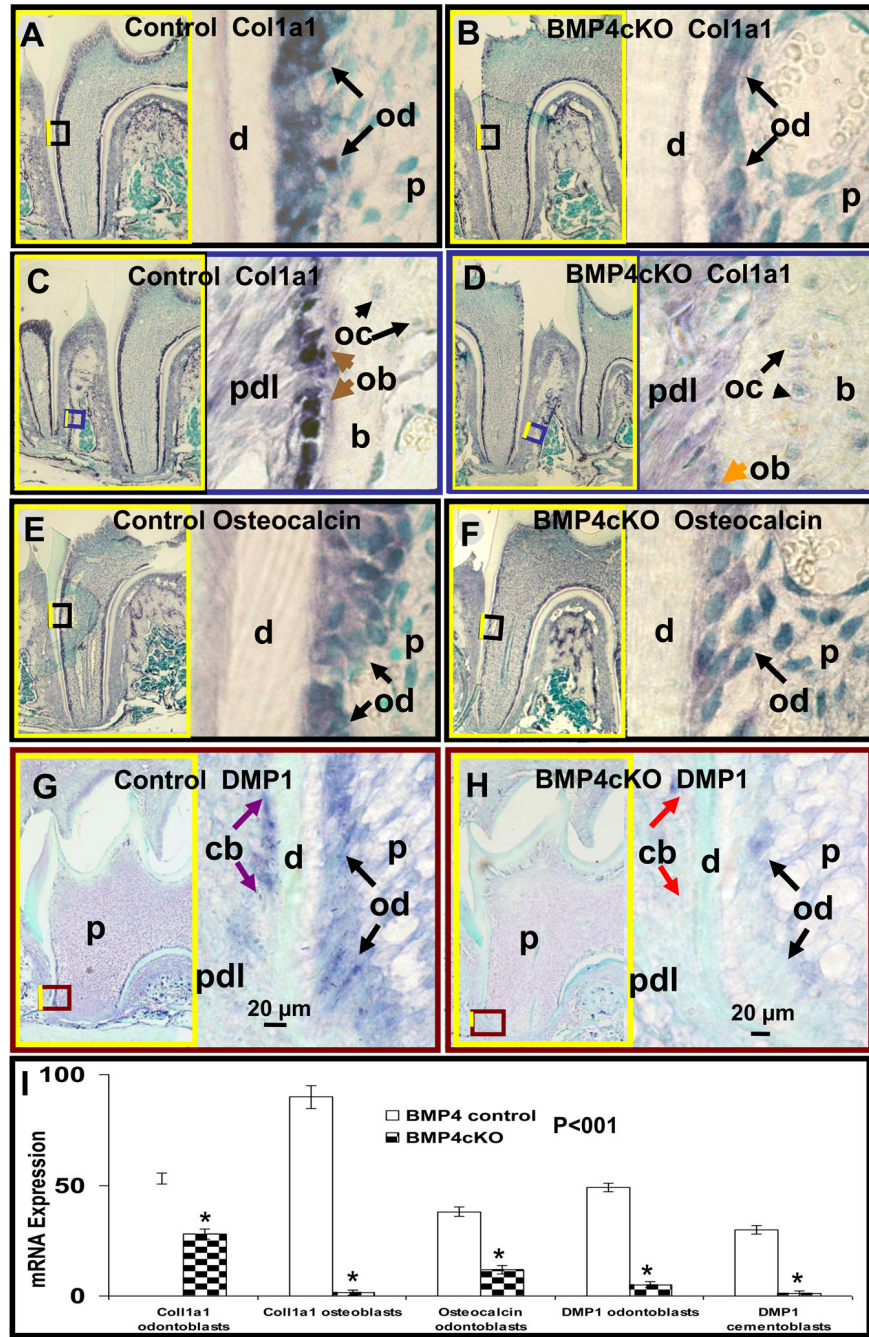 A Control Col1a1
od
d
p
B BMP4cKO Col1a1
od
d
p
C Control Col1a1
oc
pdl
ob
b
D BMP4cKO Col1a1
pdl
oc
b
ob
E Control Osteocalcin
d
p
od
F BMP4cKO Osteocalcin
d
p
od
G Control DMP1
cb
d
p
od
p
pdl
20 µm
H BMP4cKO DMP1
cb
d
p
od
p
pdl
20 µm
I
100
50
0
mRNA Expression
BMP4 control
BMP4cKO
P<001
*
*
*
*
*
Coll1a1 odontoblasts
Coll1a1 osteoblasts
Osteocalcin odontoblasts
DMP1 odontoblasts
DMP1 cementoblasts